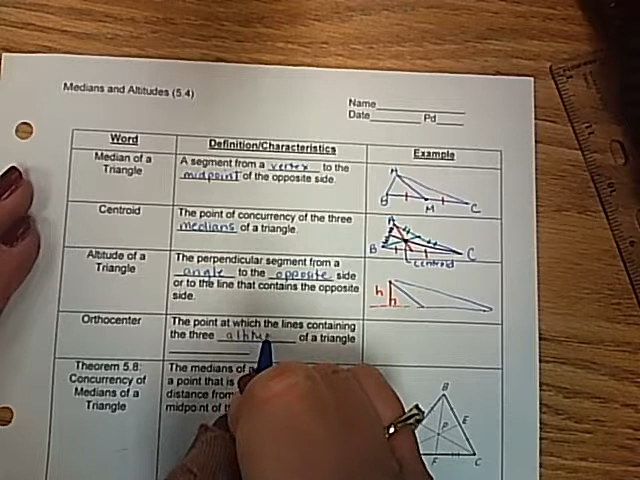 Medians and Altitudes (5.4)
Name
Date Pd
Word Definition/Characteristics Example
Median of a Triangle
A segment from a vertex to the
midpoint of the opposite side.
B M C
Centroid
The point of concurrency of the three
medians of a triangle.
A
B C
centroid
Altitude of a
Triangle
The perpendicular segment from a
angle to the opposite side
or to the line that contains the opposite
side.
h h
Orthocenter
The point at which the lines containing
the three of a triangle
Theorem 5.8:
Concurrency of
Medians of a
Triangle
The medians of
a point that is
distance from
midpoint of
B
E
P
F C